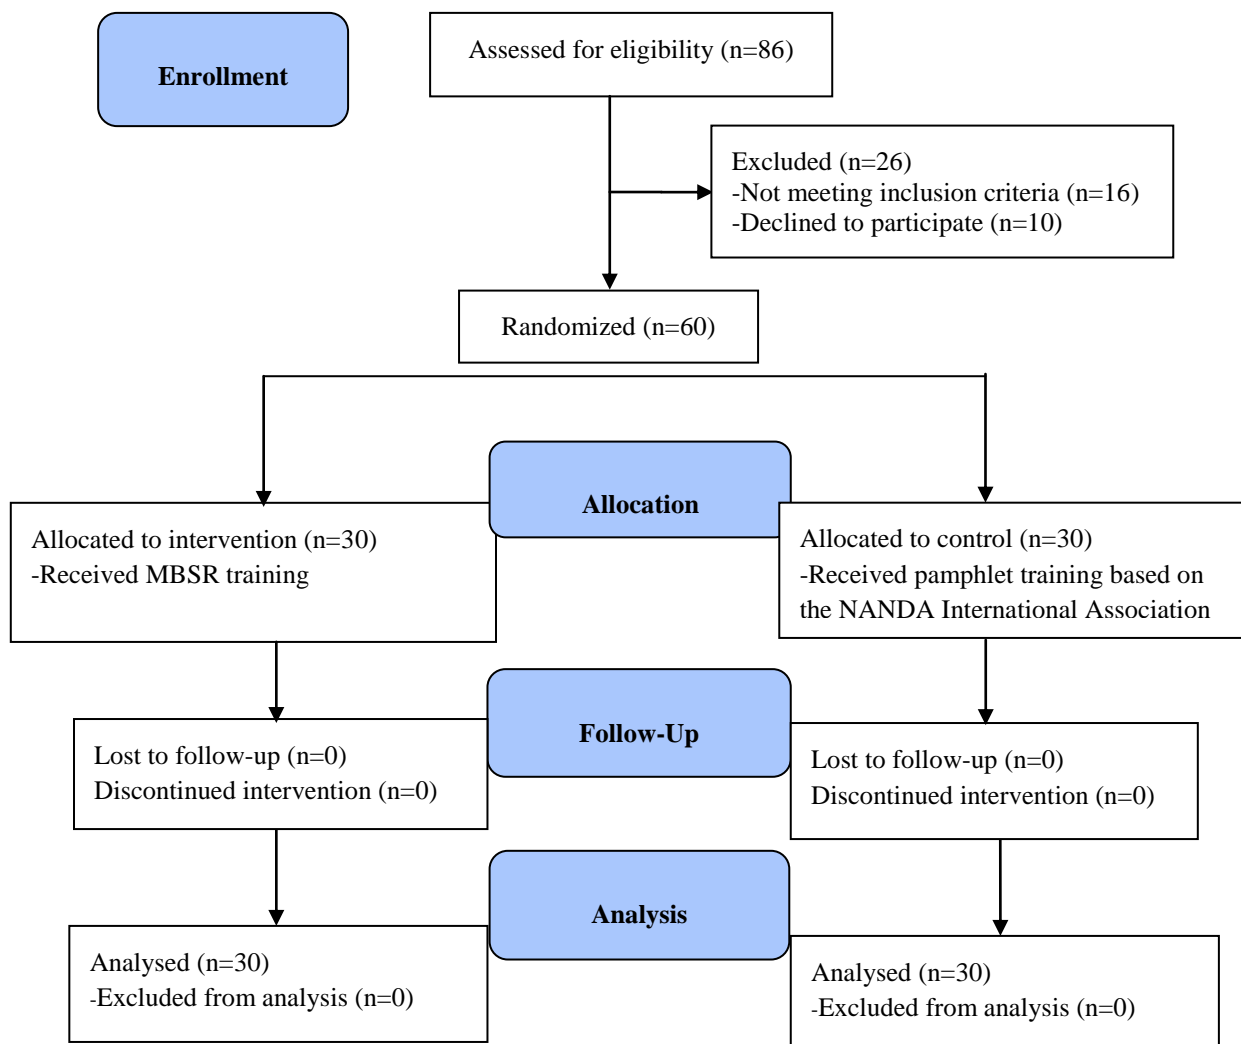 Enrollment
Assessed for eligibility (n=86)
Excluded (n=26)
-Not meeting inclusion criteria (n=16)
-Declined to participate (n=10)
Randomized (n=60)
Allocation
Allocated to intervention (n=30)
-Received MBSR training
Allocated to control (n=30)
-Received pamphlet training based on
the NANDA International Association
Follow-Up
Lost to follow-up (n=0)
Discontinued intervention (n=0)
Lost to follow-up (n=0)
Discontinued intervention (n=0)
Analysis
Analysed (n=30)
-Excluded from analysis (n=0)
Analysed (n=30)
-Excluded from analysis (n=0)